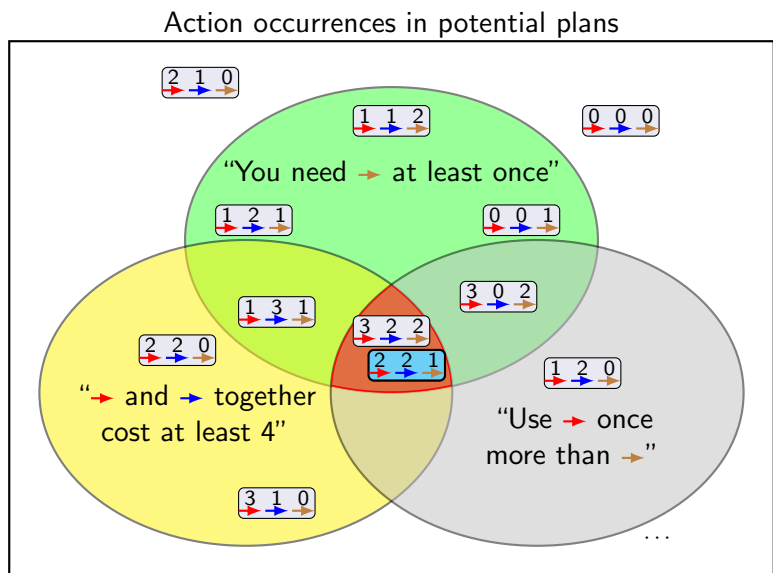 Action occurrences in potential plans
2 1 0
1 1 2
0 0 0
“You need → at least once”
1 2 1
0 0 1
3 0 2
1 3 1
3 2 2
2 2 0
2 2 1
1 2 0
“→ and → together
cost at least 4”
“Use → once
more than →”
3 1 0
...